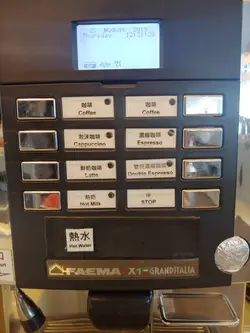 Thursday
咖啡
Coffee
咖啡
Coffee
泡沫咖啡
Cappuccino
濃縮咖啡
Espresso
鮮奶咖啡
Latte
雙份濃縮咖啡
Double Espresso
熱奶
Hot Milk
停
STOP
熱水
Hot Water
FAEMA X1 GRANDITALIA